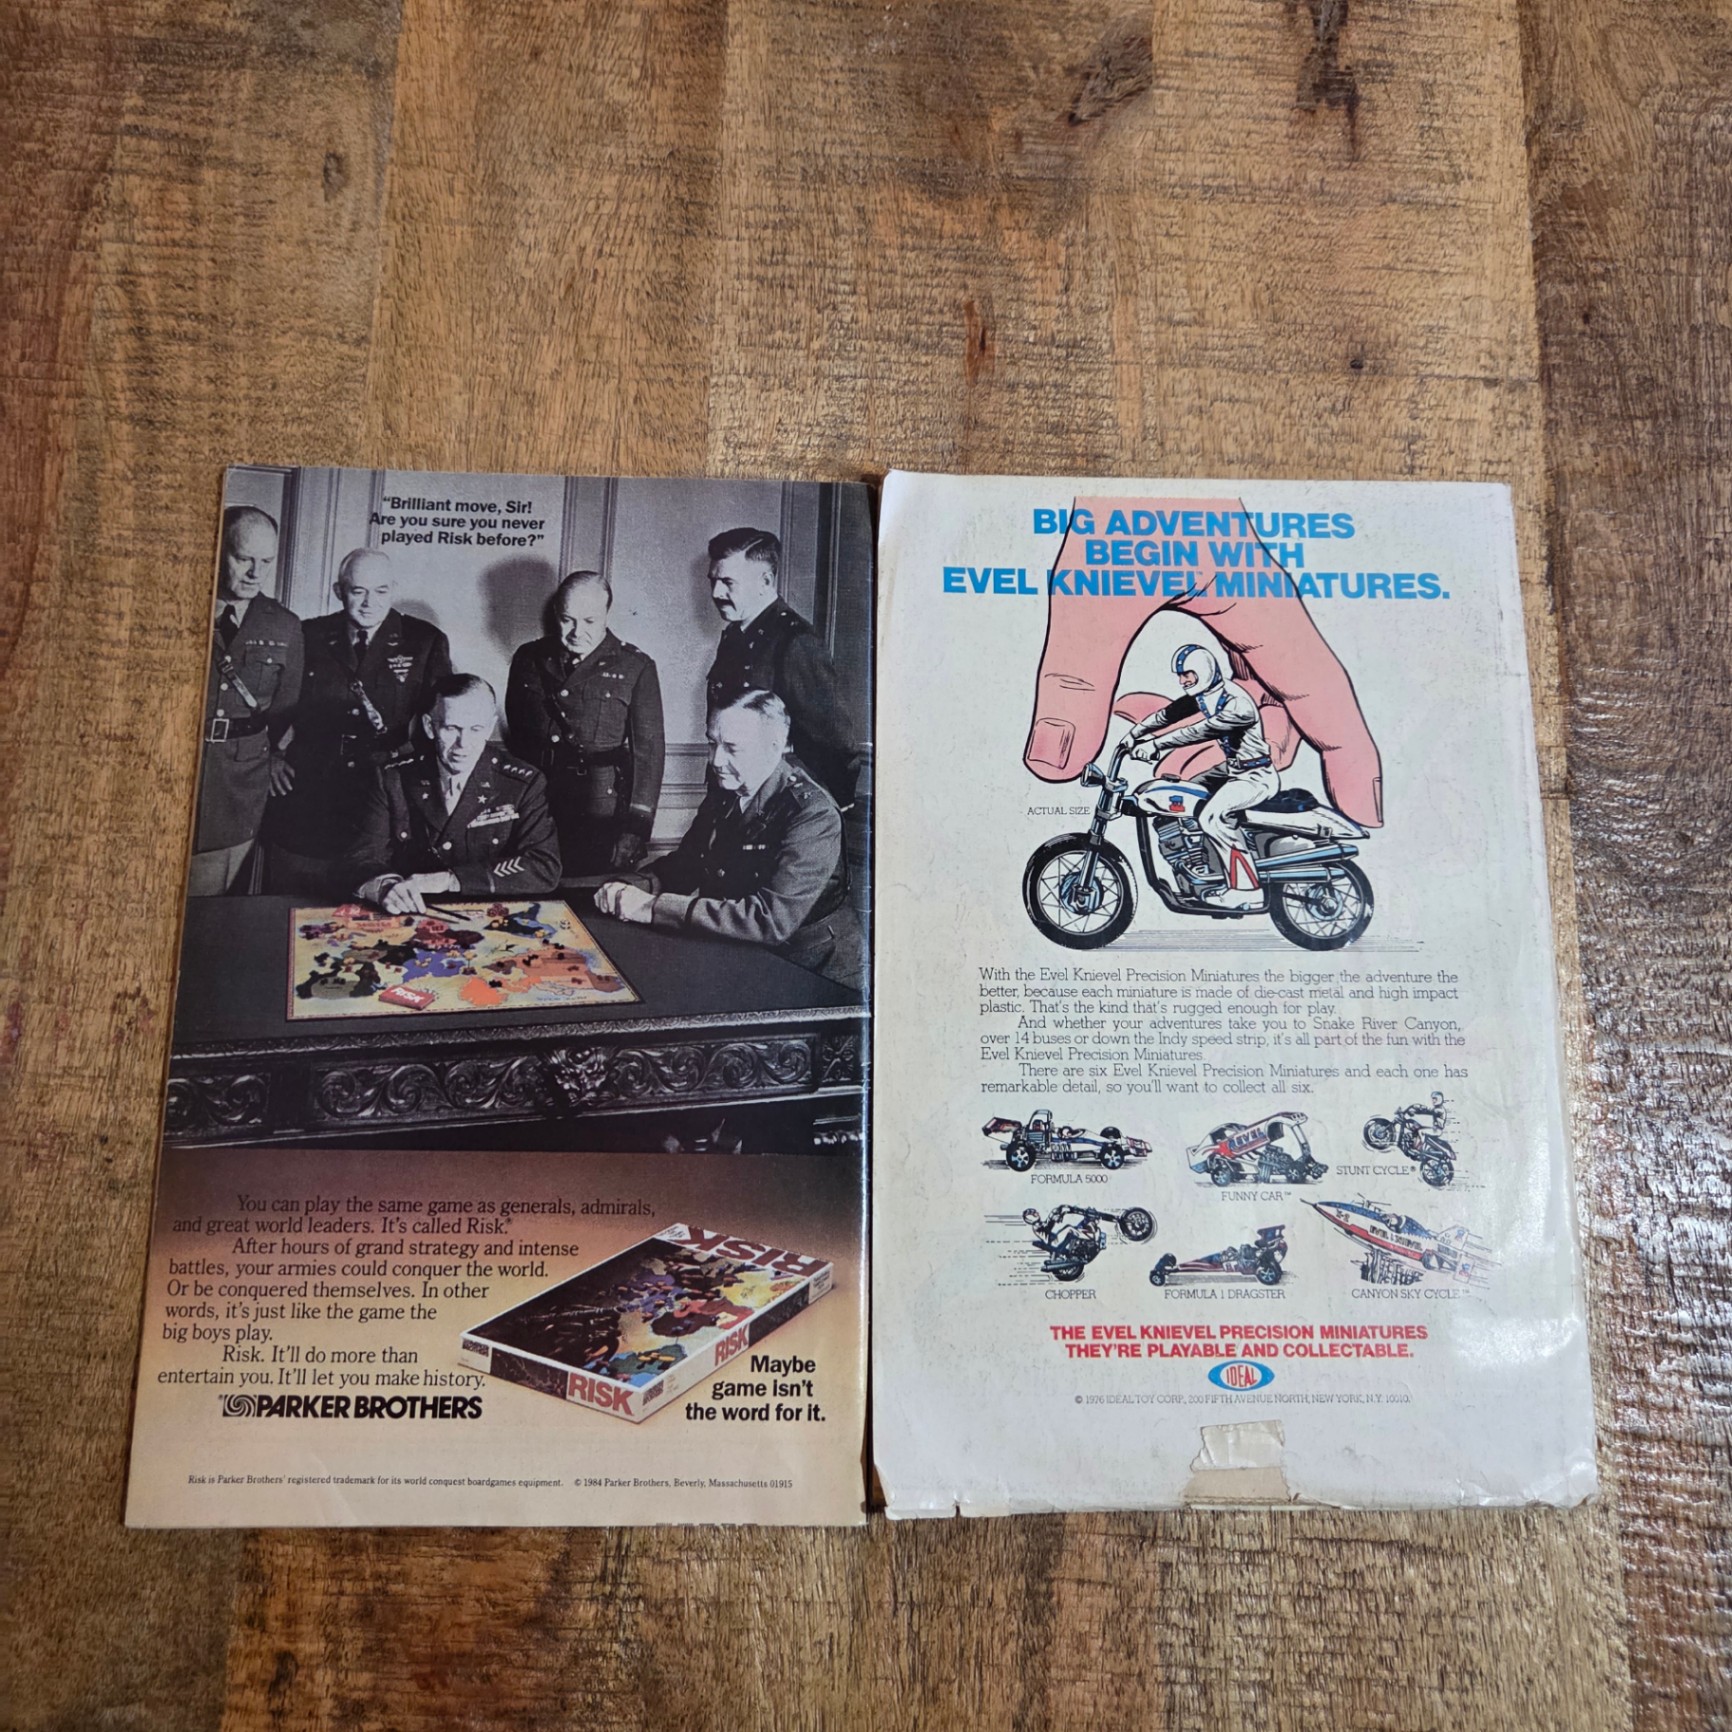 "Brilliant move, Sir!
Are you sure you never
played Risk before?"
RISK
You can play the same game as generals, admirals,
and great world leaders. It's called Risk.®
After hours of grand strategy and intense
battles, your armies could conquer the world.
Or be conquered themselves. In other
words, it's just like the game the
big boys play.
Risk. It'll do more than
entertain you. It'll let you make history.
PARKER BROTHERS
RISK
RISK
RISK
Maybe
game isn't
the word for it.
Risk is Parker Brothers' registered trademark for its world conquest boardgames equipment. © 1984 Parker Brothers, Beverly, Massachusetts 01915
BIG ADVENTURES
BEGIN WITH
EVEL KNIEVEL™ MINIATURES.
ACTUAL SIZE
With the Evel Knievel Precision Miniatures the bigger the adventure the
better, because each miniature is made of die-cast metal and high impact
plastic. That's the kind that's rugged enough for play.
And whether your adventures take you to Snake River Canyon,
over 14 buses or down the Indy speed strip, it's all part of the fun with the
Evel Knievel Precision Miniatures.
There are six Evel Knievel Precision Miniatures and each one has
remarkable detail, so you'll want to collect all six.
FORMULA 5000
FUNNY CAR™
STUNT CYCLE®
CHOPPER
FORMULA 1 DRAGSTER
CANYON SKY CYCLE™
THE EVEL KNIEVEL PRECISION MINIATURES
THEY'RE PLAYABLE AND COLLECTABLE.
IDEAL
© 1976 IDEAL TOY CORP., 200 FIFTH AVENUE NORTH, NEW YORK, N.Y. 10010.